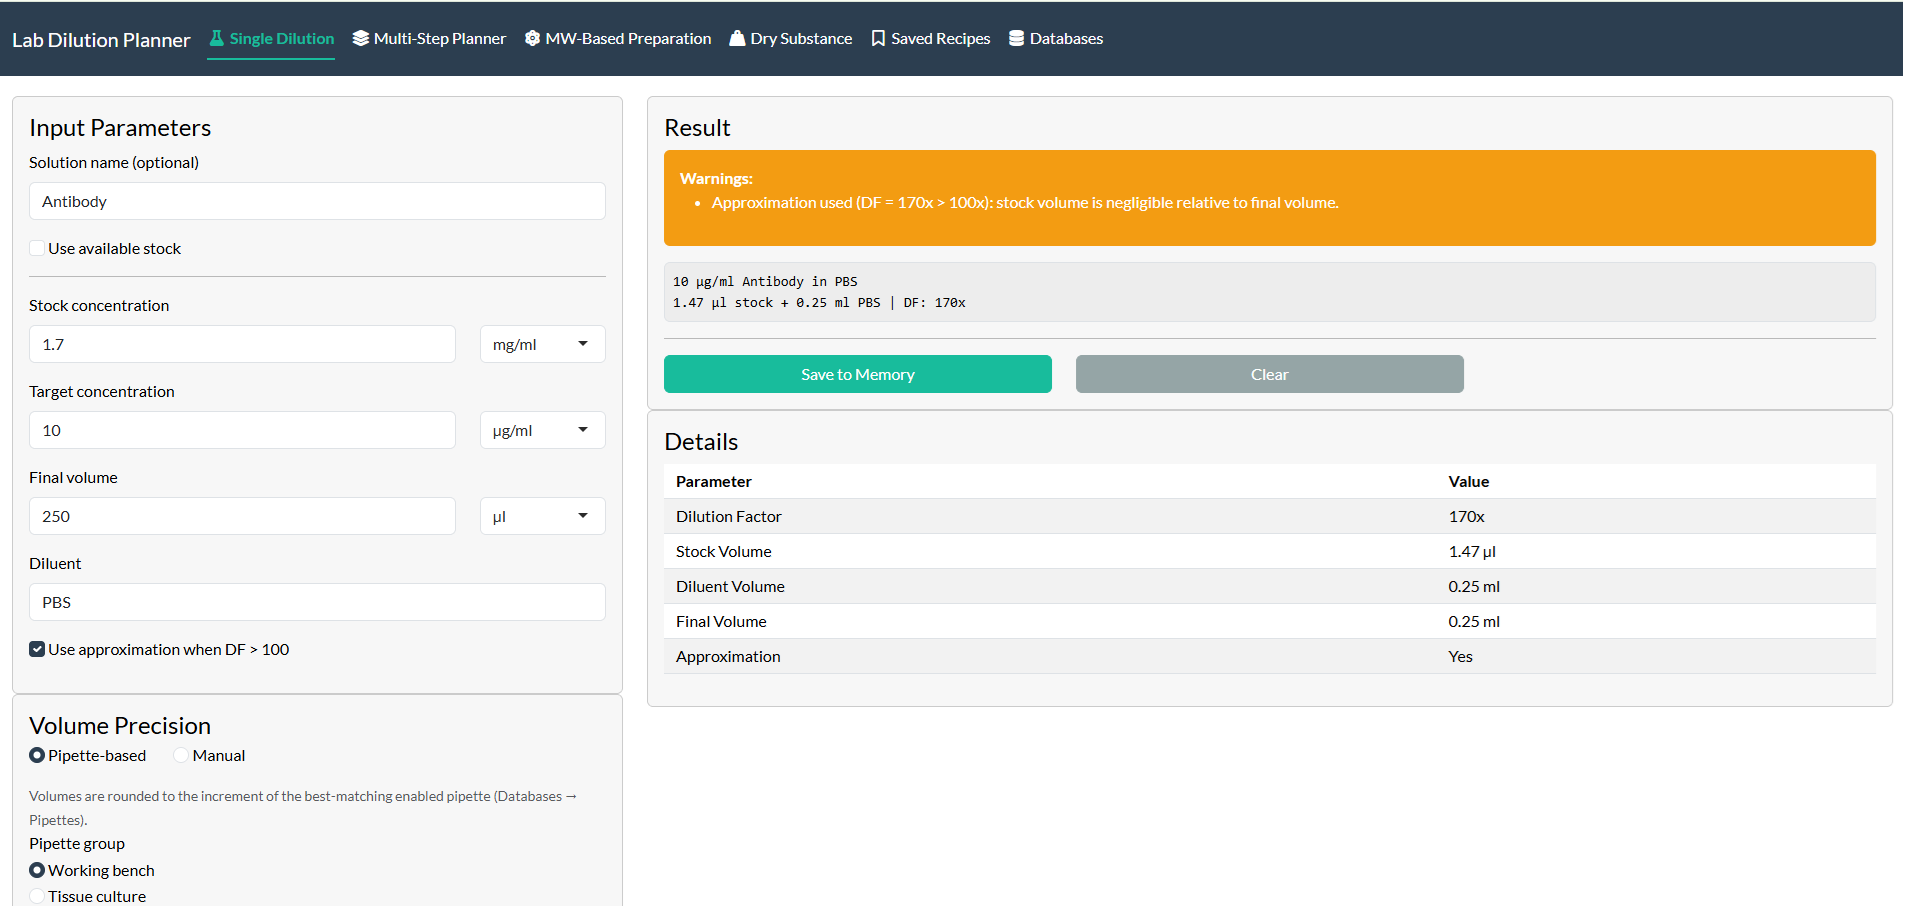 Lab Dilution Planner
Single Dilution
Multi-Step Planner
MW-Based Preparation
Dry Substance
Saved Recipes
Databases
Input Parameters
Solution name (optional)
Antibody
Use available stock
Stock concentration
1.7
mg/ml
Target concentration
10
µg/ml
Final volume
250
µl
Diluent
PBS
Use approximation when DF > 100
Volume Precision
Pipette-based
Manual
Volumes are rounded to the increment of the best-matching enabled pipette (Databases →
Pipettes).
Pipette group
Working bench
Tissue culture
Result
Warnings:
• Approximation used (DF = 170x > 100x): stock volume is negligible relative to final volume.
10 µg/ml Antibody in PBS
1.47 µl stock + 0.25 ml PBS | DF: 170x
Save to Memory
Clear
Details
Parameter Value
Dilution Factor 170x
Stock Volume 1.47 µl
Diluent Volume 0.25 ml
Final Volume 0.25 ml
Approximation Yes